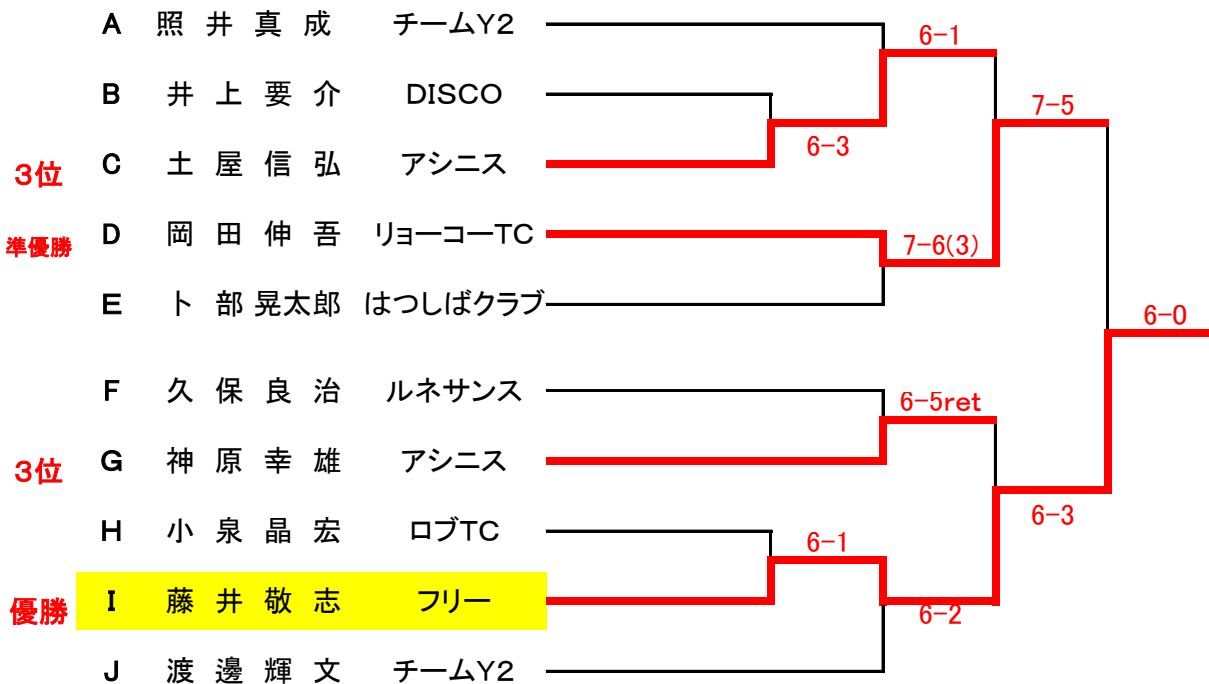 A 照井真成 チームY2
6-1
B 井上要介 DISCO
7-5
6-3
3位 C 土屋信弘 アシニス
準優勝 D 岡田伸吾 リョーコーTC
7-6(3)
E 卜部晃太郎 はつしばクラブ
6-0
F 久保良治 ルネサンス
6-5ret
3位 G 神原幸雄 アシニス
6-3
H 小泉晶宏 ロブTC
6-1
優勝 I 藤井敬志 フリー
6-2
J 渡邊輝文 チームY2